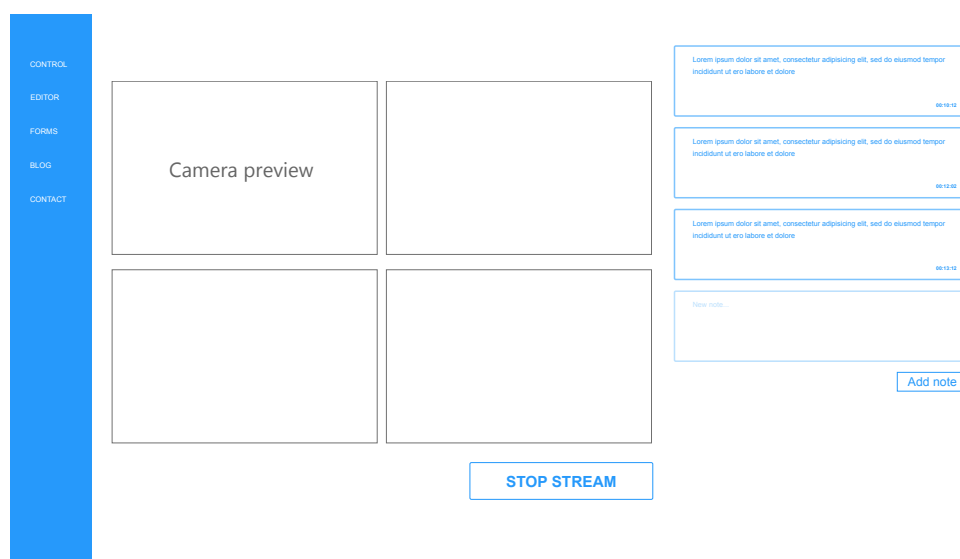 CONTROL
EDITOR
FORMS
BLOG
CONTACT
Camera preview
STOP STREAM
Lorem ipsum dolor sit amet, consectetur adipisicing elit, sed do eiusmod tempor
incididunt ut ero labore et dolore
00:10:12
Lorem ipsum dolor sit amet, consectetur adipisicing elit, sed do eiusmod tempor
incididunt ut ero labore et dolore
00:12:02
Lorem ipsum dolor sit amet, consectetur adipisicing elit, sed do eiusmod tempor
incididunt ut ero labore et dolore
00:13:12
New note...
Add note